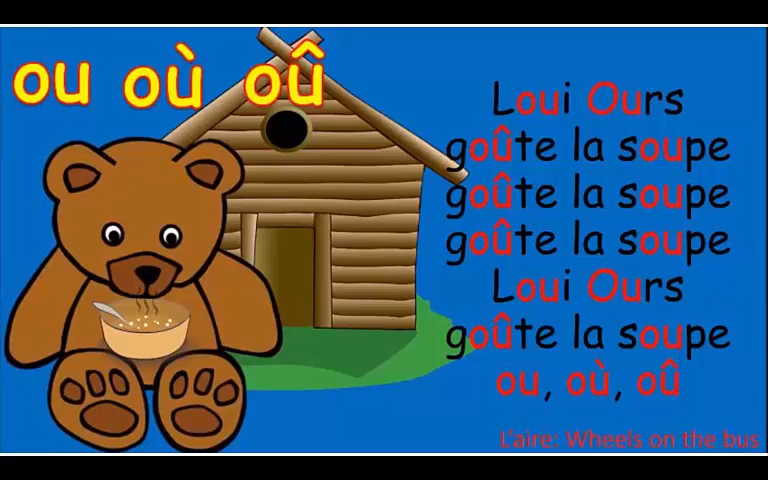 ou où oû
Loui Ours
goûte la soupe
goûte la soupe
goûte la soupe
Loui Ours
goûte la soupe
ou, où, oû
L'aire: Wheels on the bus